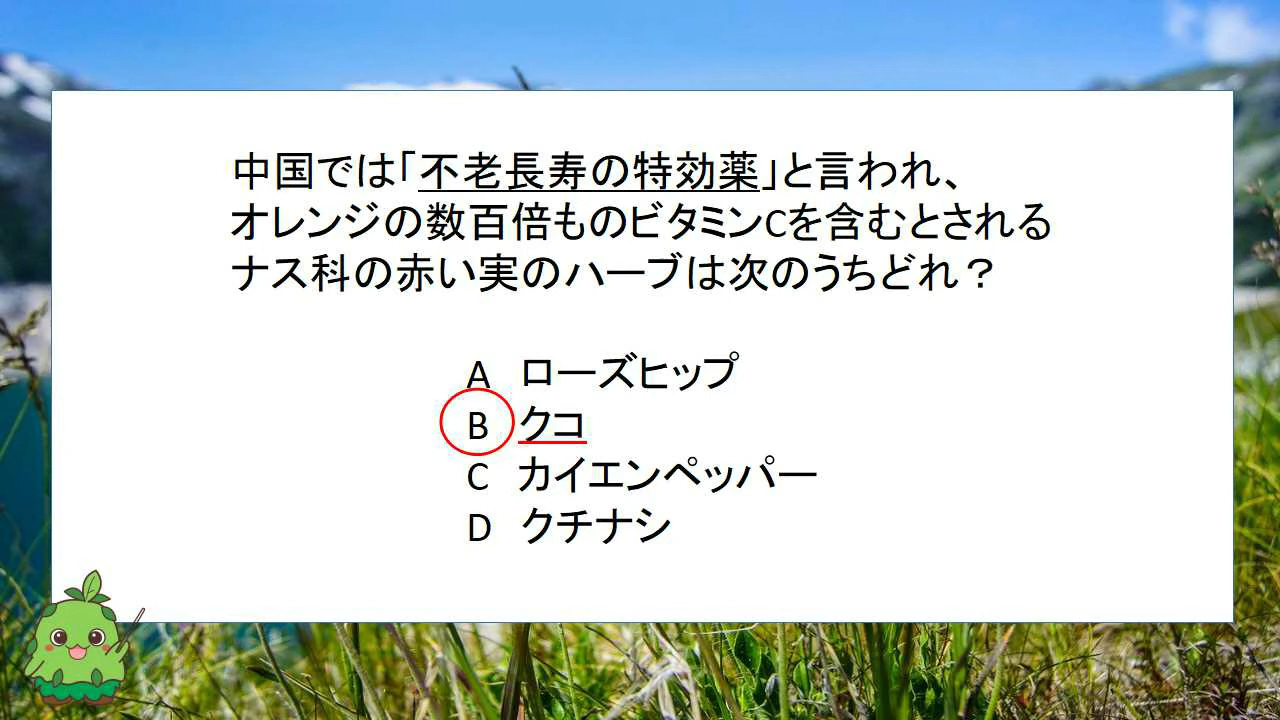 中国では「不老長寿の特効薬」と言われ、
オレンジの数百倍ものビタミンCを含むとされる
ナス科の赤い実のハーブは次のうちどれ？
A ローズヒップ
B クコ
C カイエンペッパー
D クチナシ